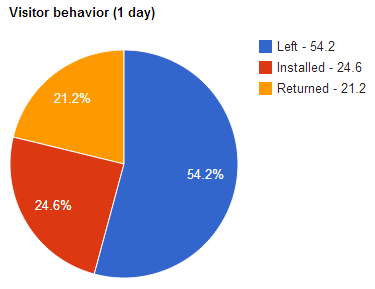 Visitor behavior (1 day)
Left - 54.2
Installed - 24.6
Returned - 21.2
21.2%
54.2%
24.6%